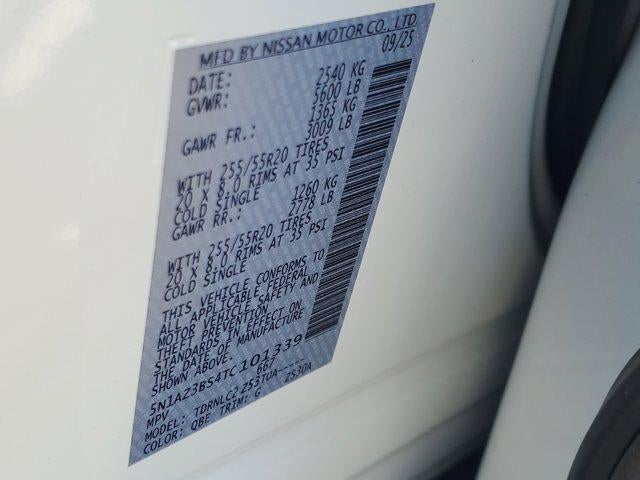 MFD BY NISSAN MOTOR CO., LTD.
DATE: 09/25
GVWR: 2540 KG
5600 LB
GAWR FR.: 1365 KG
3009 LB
WITH 255/55R20 TIRES
20 X 8.0 RIMS AT 35 PSI
COLD SINGLE
GAWR RR.: 1260 KG
2778 LB
WITH 255/55R20 TIRES
20 X 8.0 RIMS AT 35 PSI
COLD SINGLE
THIS VEHICLE CONFORMS TO
ALL APPLICABLE FEDERAL
MOTOR VEHICLE SAFETY AND
THEFT PREVENTION
STANDARDS IN EFFECT ON
THE DATE OF MANUFACTURE
SHOWN ABOVE.
5N1AZ3BS4TC101339
MPV 667
MODEL: TDRNLC2 Z53TUA-----
COLOR: QBE TRIM: G ZS30A